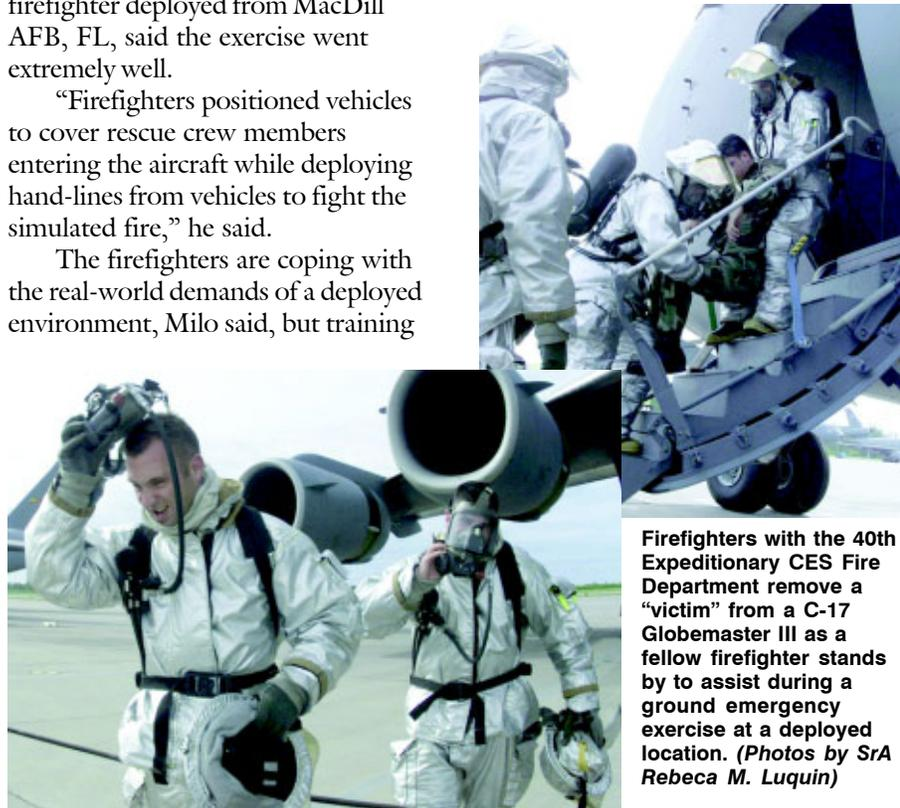 firefighter deployed from MacDill
AFB, FL, said the exercise went
extremely well.
“Firefighters positioned vehicles
to cover rescue crew members
entering the aircraft while deploying
hand-lines from vehicles to fight the
simulated fire,” he said.
The firefighters are coping with
the real-world demands of a deployed
environment, Milo said, but training
Firefighters with the 40th
Expeditionary CES Fire
Department remove a
“victim” from a C-17
Globemaster III as a
fellow firefighter stands
by to assist during a
ground emergency
exercise at a deployed
location. (Photos by SrA
Rebeca M. Luquin)